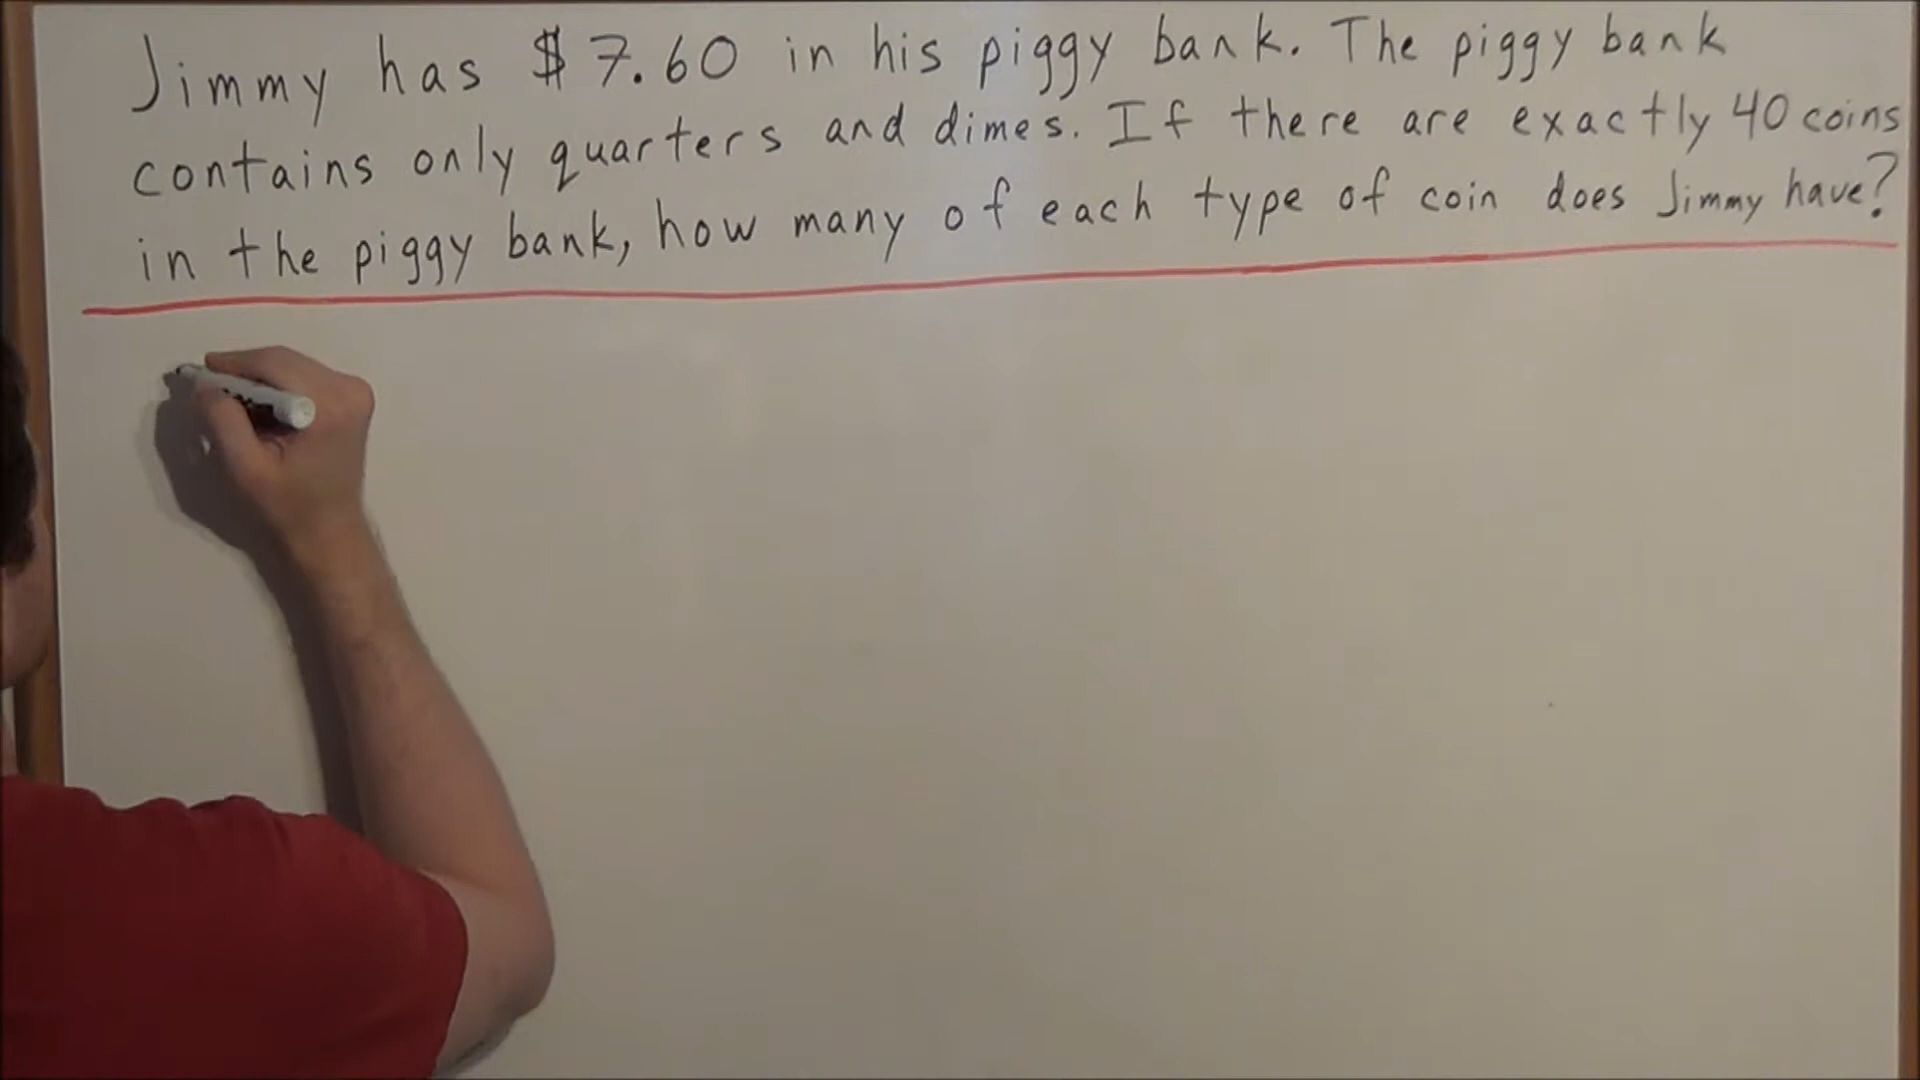 Jimmy has $7.60 in his piggy bank. The piggy bank
contains only quarters and dimes. If there are exactly 40 coins
in the piggy bank, how many of each type of coin does Jimmy have?